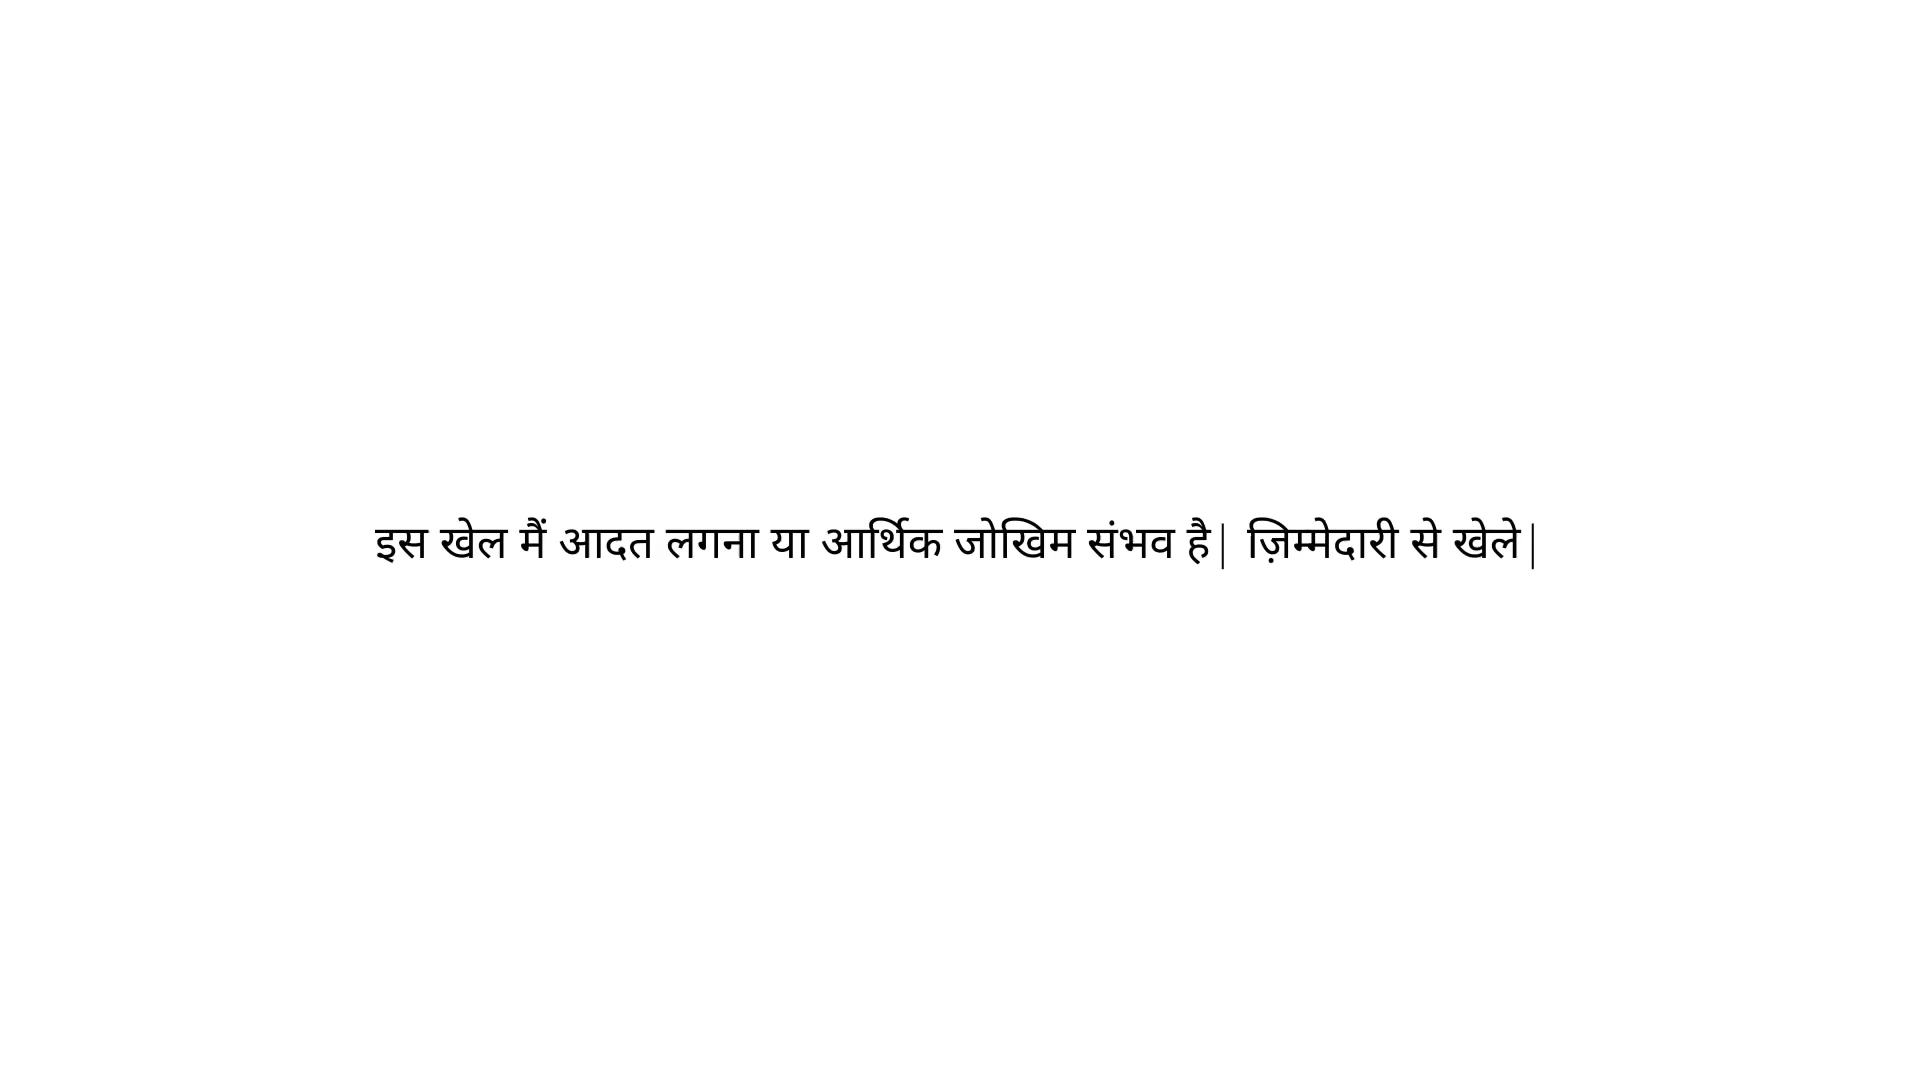 इस खेल मैं आदत लगना या आर्थिक जोखिम संभव है| ज़िम्मेदारी से खेले|